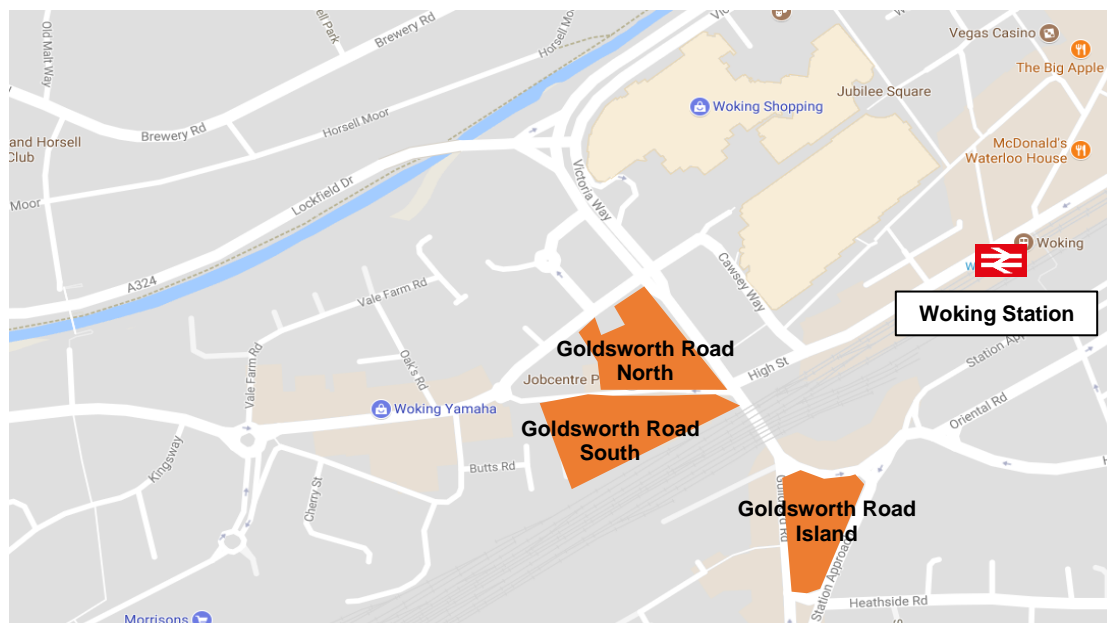 Old Malt Way
Horsell Park
Brewery Rd
Horsell Moor
Vegas Casino
The Big Apple
Woking Shopping
Jubilee Square
Brewery Rd
Horsell Moor
and Horsell
Club
McDonald's
Waterloo House
Moor
Lockfield Dr
Victoria Way
A324
Cawsey Way
Woking
W
Woking Station
Vale Farm Rd
Goldsworth Road
North
Station App
Oak's Rd
Vale Farm Rd
Jobcentre P
High St
Woking Yamaha
Oriental Rd
Goldsworth Road
South
Kingsway
Butts Rd
Cherry St
H
Goldsworth Road
Island
Rd
Station Approach
Heathside Rd
Morrisons